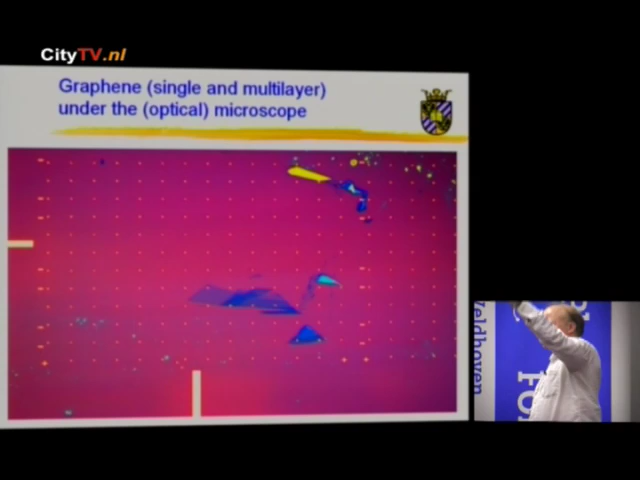 CityTV.nl
Graphene (single and multilayer)
under the (optical) microscope
Veldhoven